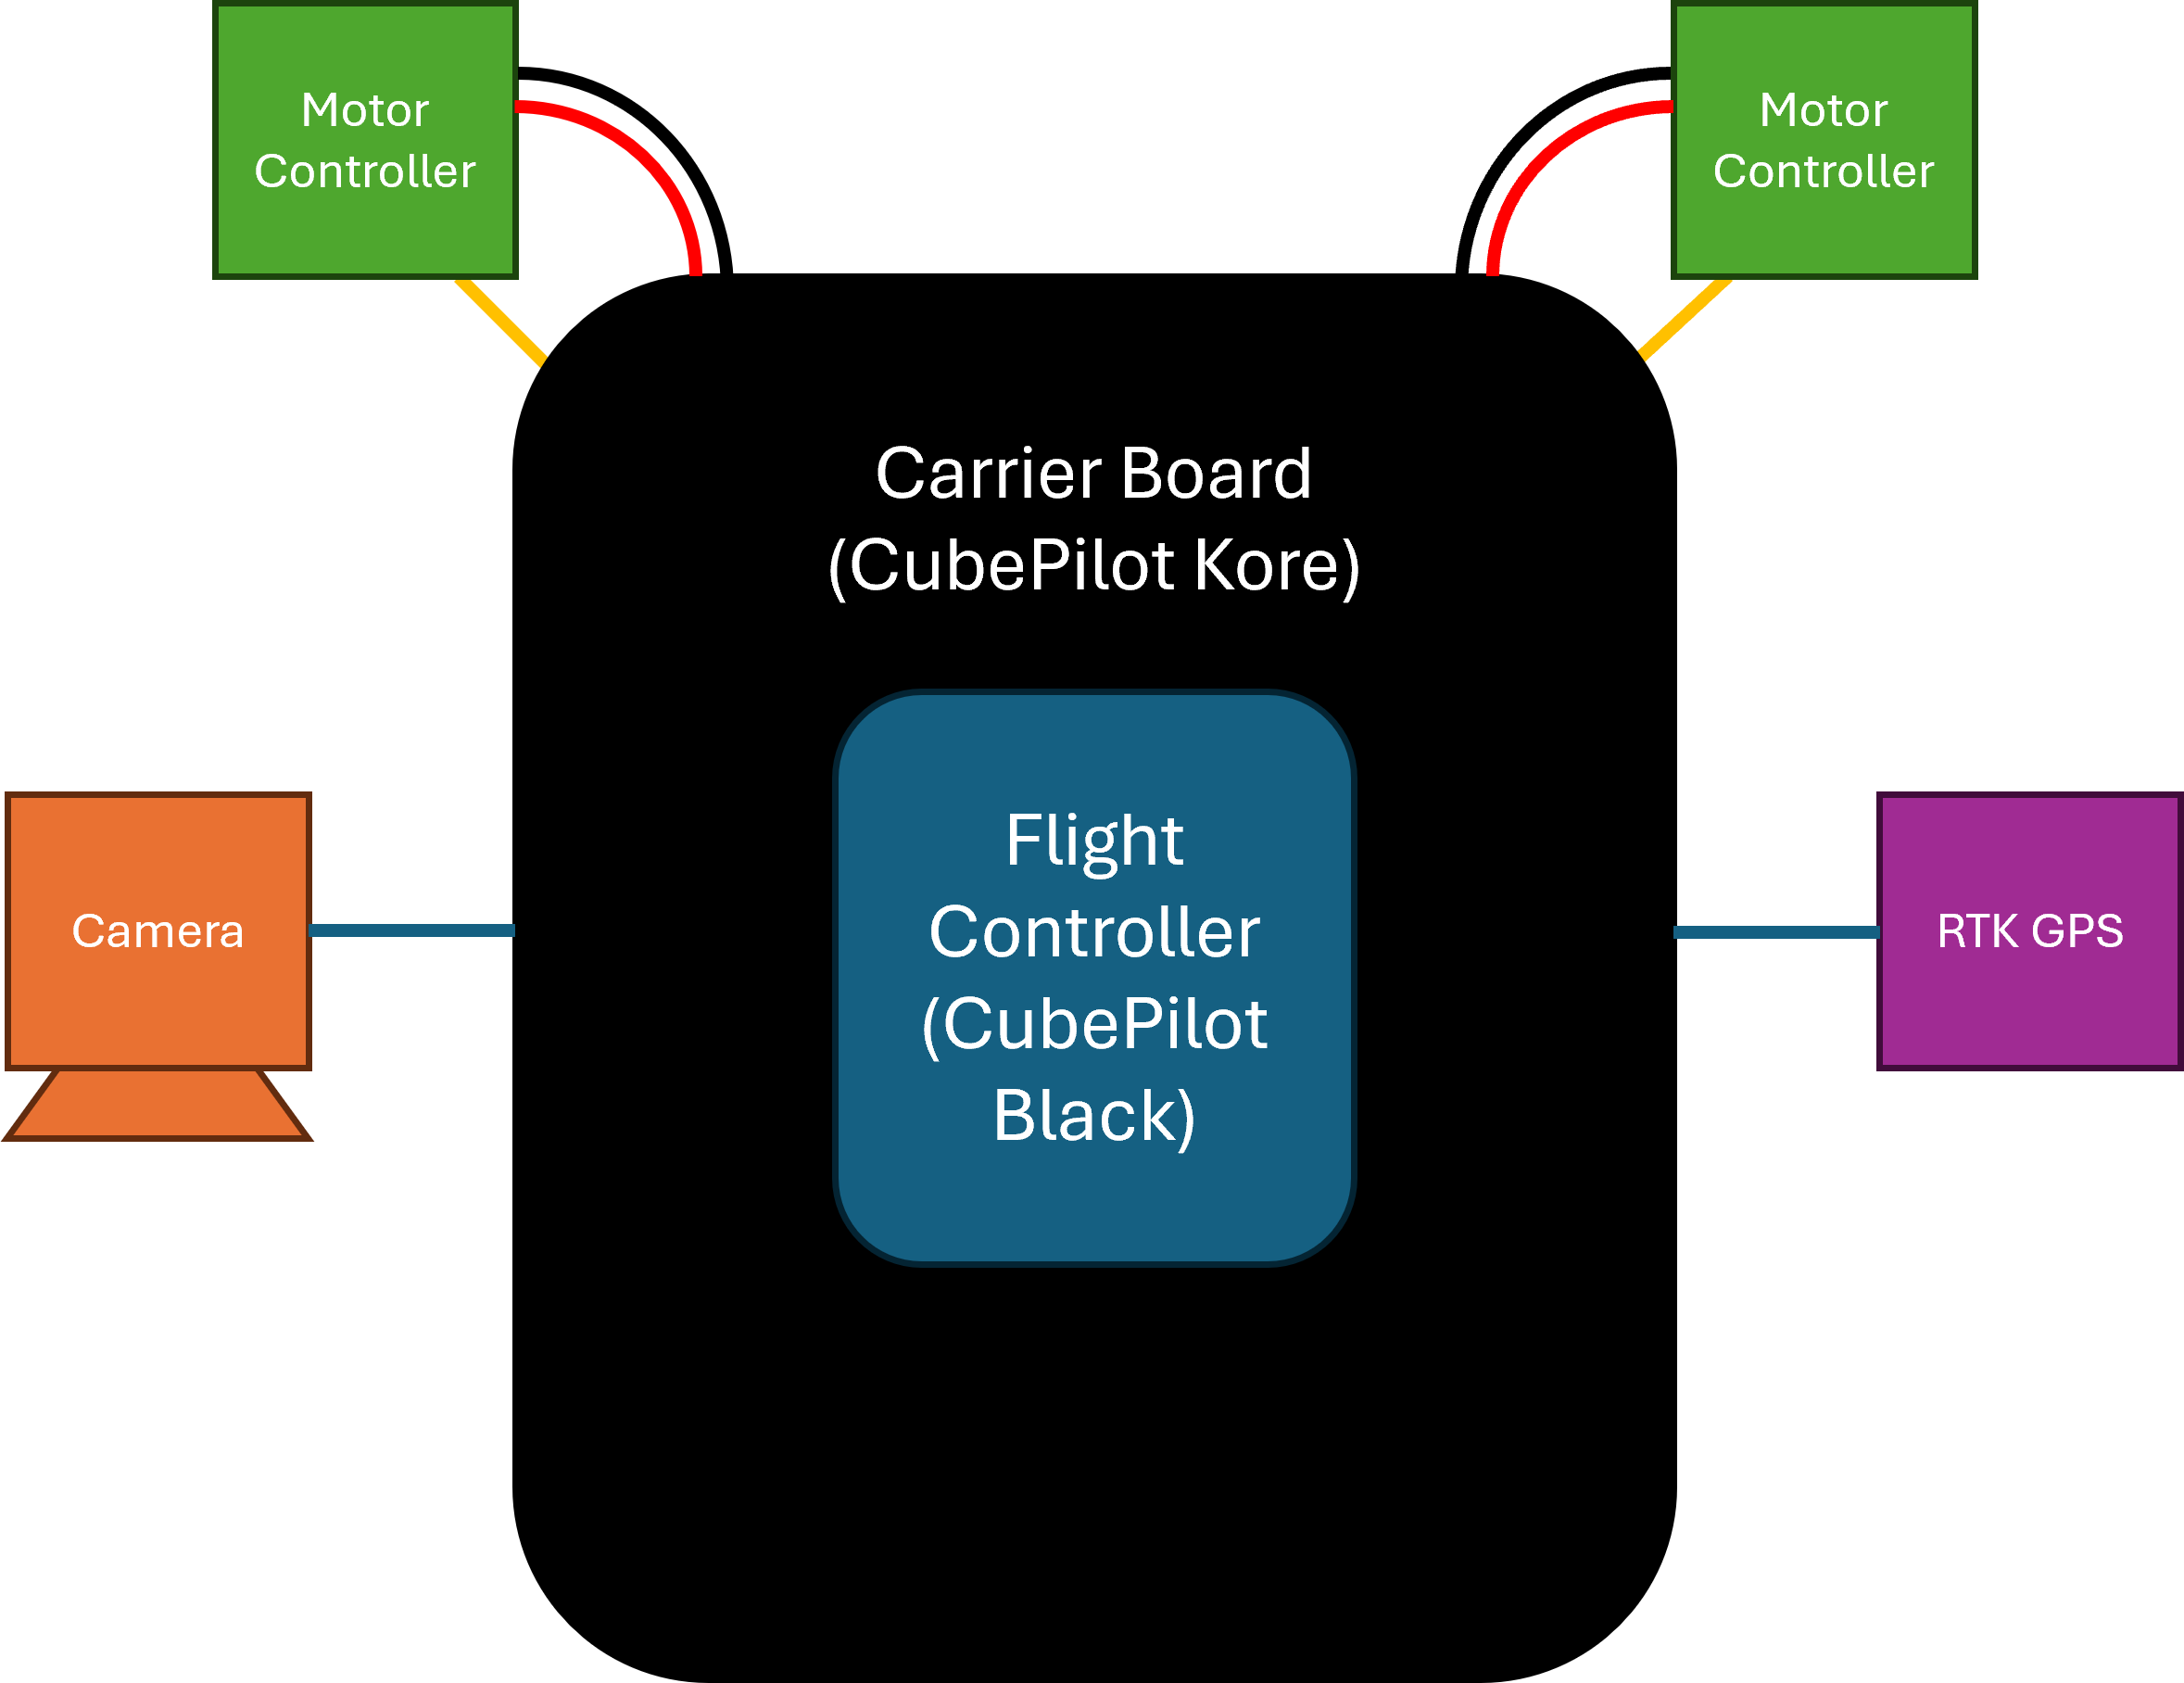 Motor
Controller
Motor
Controller
Carrier Board
(CubePilot Kore)
Flight
Controller
(CubePilot
Black)
Camera
RTK GPS